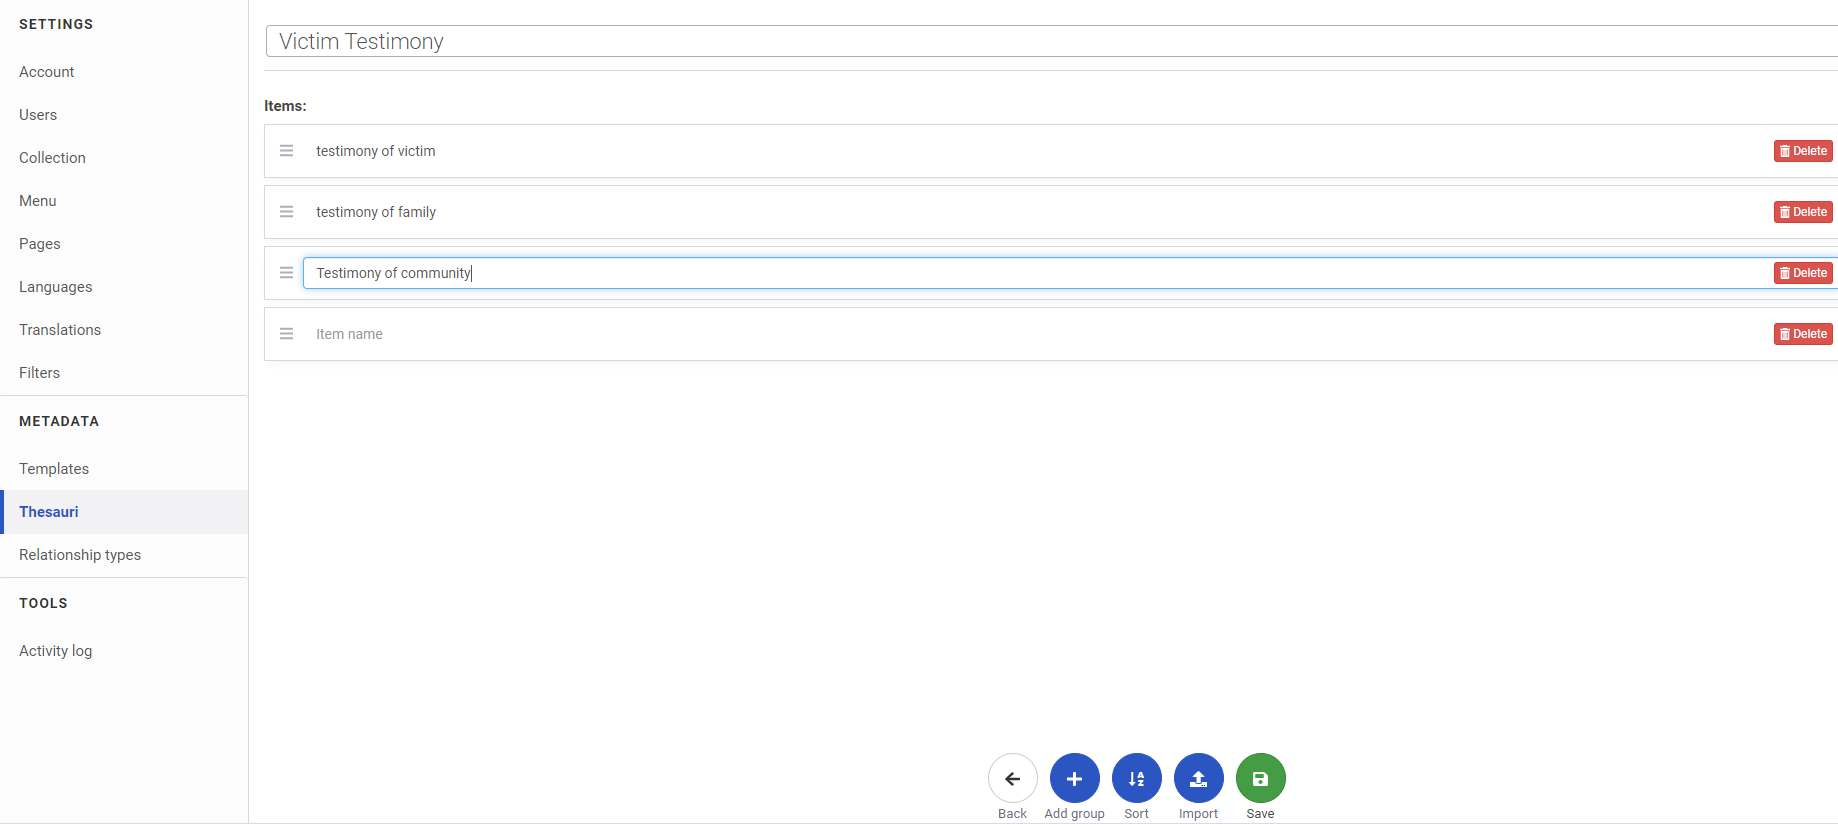 SETTINGS
Account
Users
Collection
Menu
Pages
Languages
Translations
Filters
METADATA
Templates
Thesauri
Relationship types
TOOLS
Activity log
Victim Testimony
Items:
testimony of victim
Delete
testimony of family
Delete
Testimony of community
Delete
Item name
Delete
Back
Add group
Sort
Import
Save